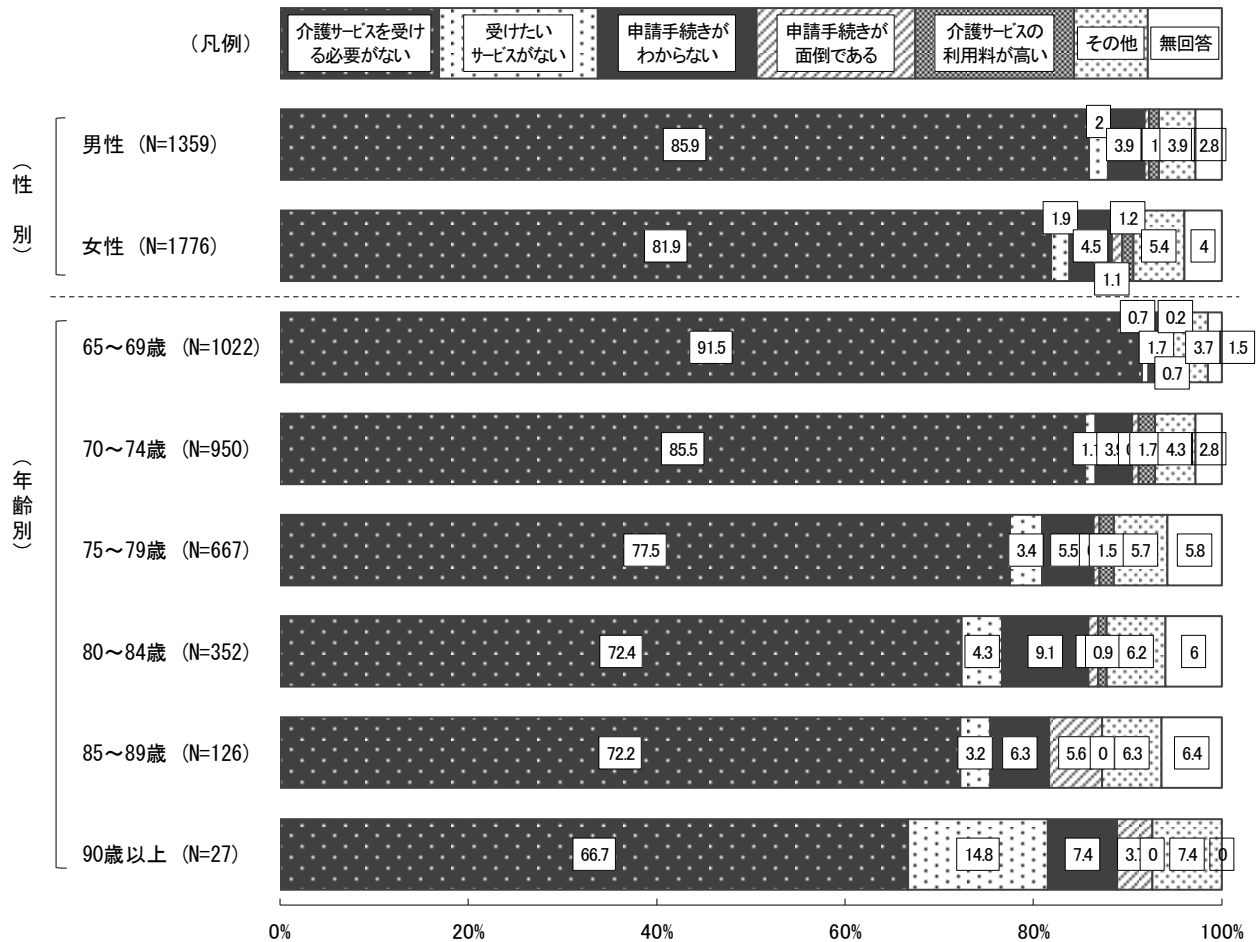 （凡例）
介護サービスを受け
る必要がない
受けたい
サービスがない
申請手続きが
わからない
申請手続きが
面倒である
介護サービスの
利用料が高い
その他
無回答
（性 別）
男性 (N=1359)
85.9
2
3.9
1
3.9
2.8
女性 (N=1776)
81.9
1.9
4.5
1.1
1.2
5.4
4
（年齢別）
65～69歳 (N=1022)
91.5
0.7
1.7
0.7
0.2
3.7
1.5
70～74歳 (N=950)
85.5
1.1
3.9
1.7
4.3
2.8
75～79歳 (N=667)
77.5
3.4
5.5
1.5
5.7
5.8
80～84歳 (N=352)
72.4
4.3
9.1
0.9
6.2
6
85～89歳 (N=126)
72.2
3.2
6.3
5.6
0
6.3
6.4
90歳以上 (N=27)
66.7
14.8
7.4
3.7
0
7.4
0
0%
20%
40%
60%
80%
100%